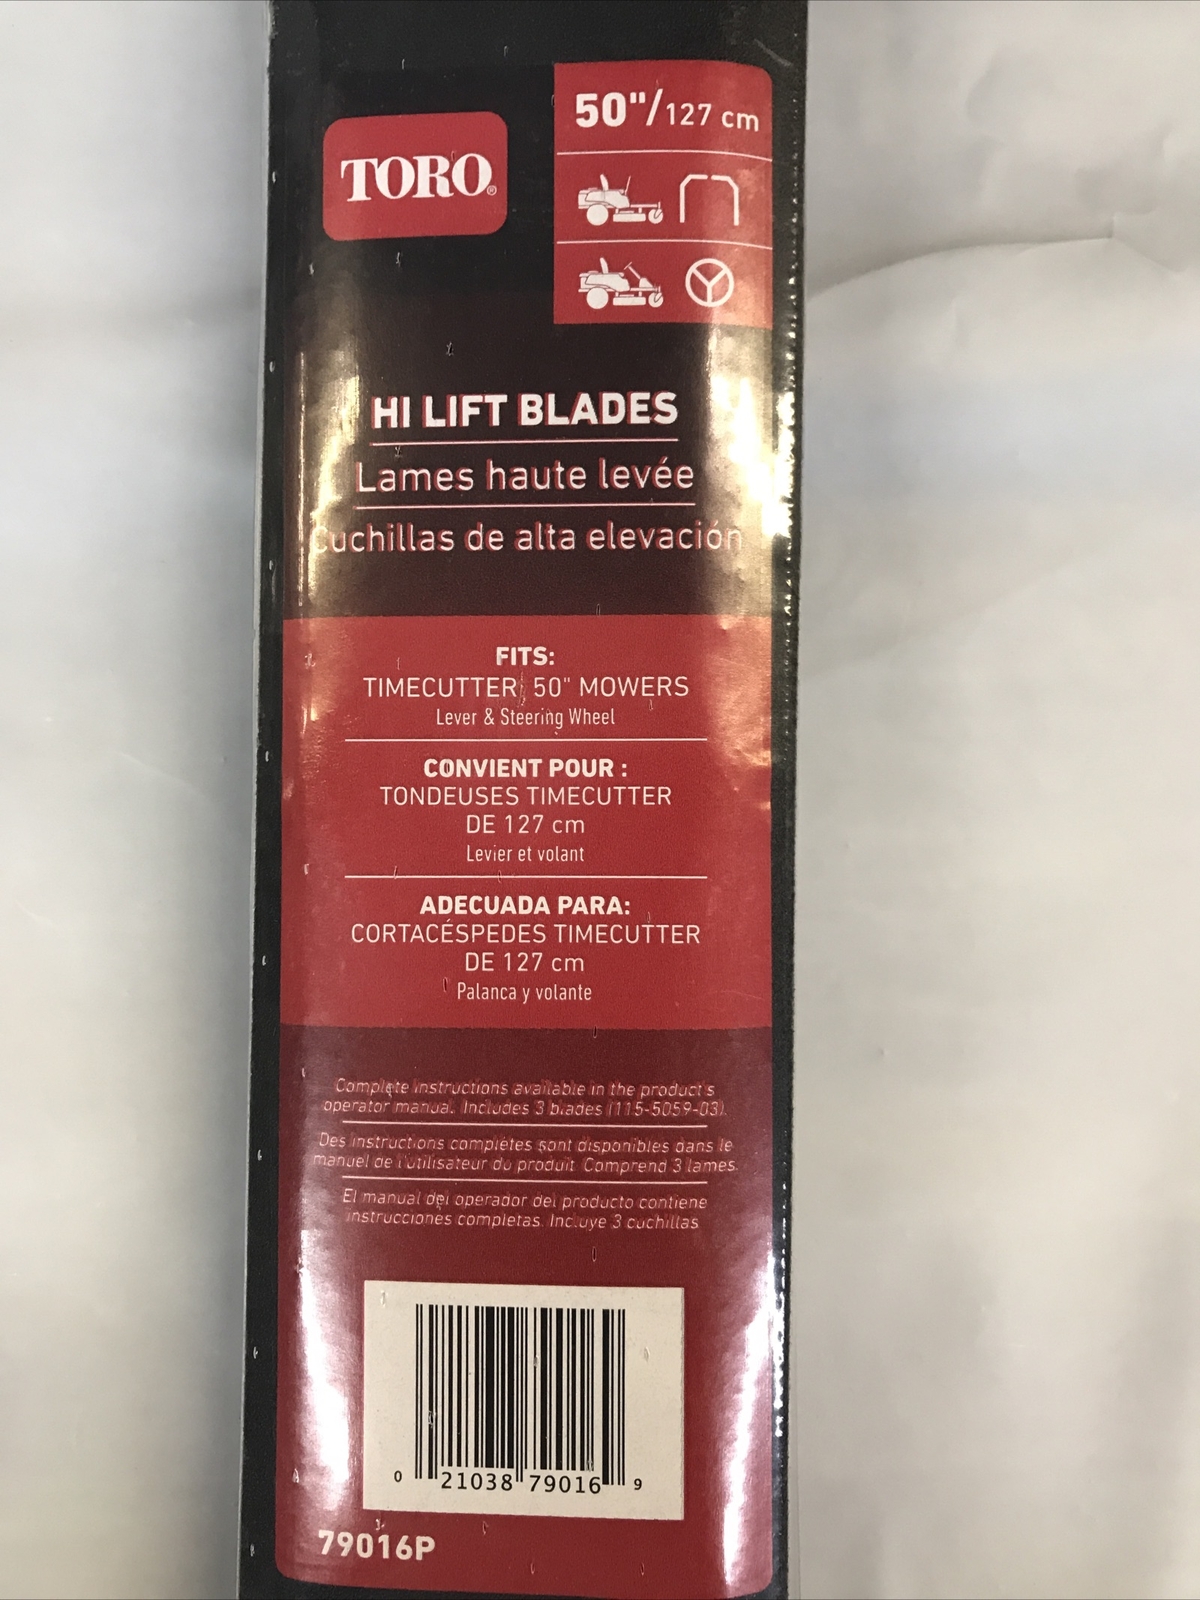 TORO®
50"/127 cm
HI LIFT BLADES
Lames haute levée
Cuchillas de alta elevación
FITS:
TIMECUTTER 50" MOWERS
Lever & Steering Wheel
CONVIENT POUR :
TONDEUSES TIMECUTTER
DE 127 cm
Levier et volant
ADECUADA PARA:
CORTACÉSPEDES TIMECUTTER
DE 127 cm
Palanca y volante
Complete instructions available in the product's
operator manual. Includes 3 blades (115-5059-03).
Des instructions complètes sont disponibles dans le
manuel de l'utilisateur du produit. Comprend 3 lames.
El manual del operador del producto contiene
instrucciones completas. Incluye 3 cuchillas
0 21038 79016 9
79016P